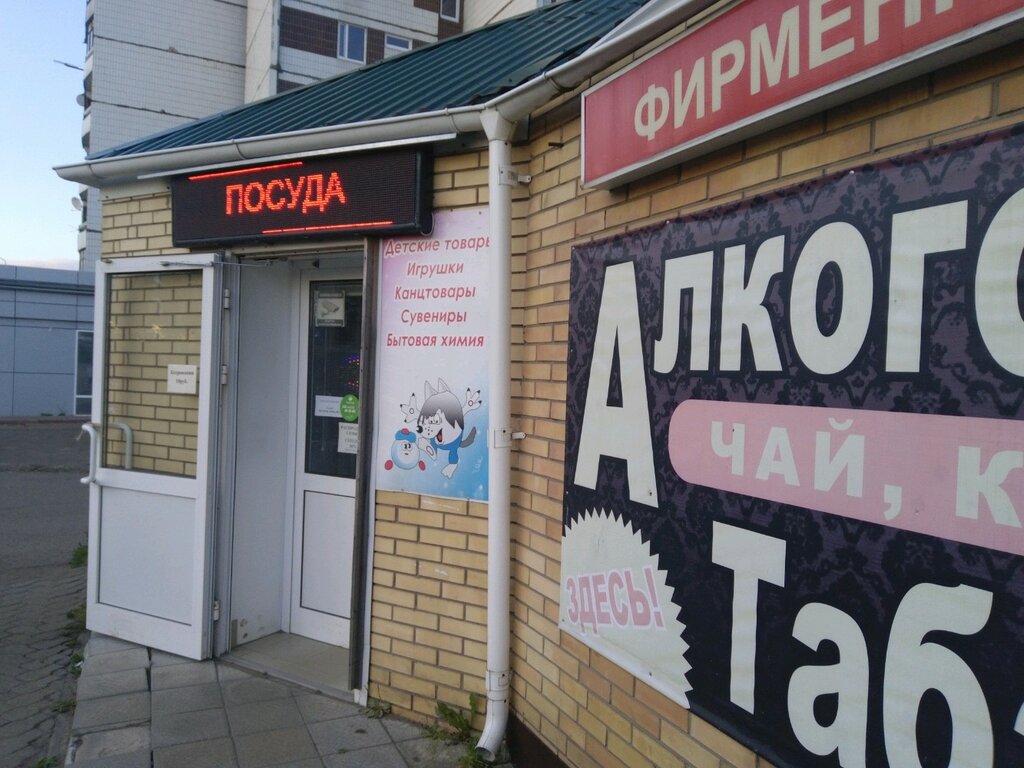 ПОСУДА
Детские товары
Игрушки
Канцтовары
Сувениры
Бытовая химия
ФИРМЕН
АЛКОГО
ЧАЙ, К
ТАБ
ЗДЕСЬ!